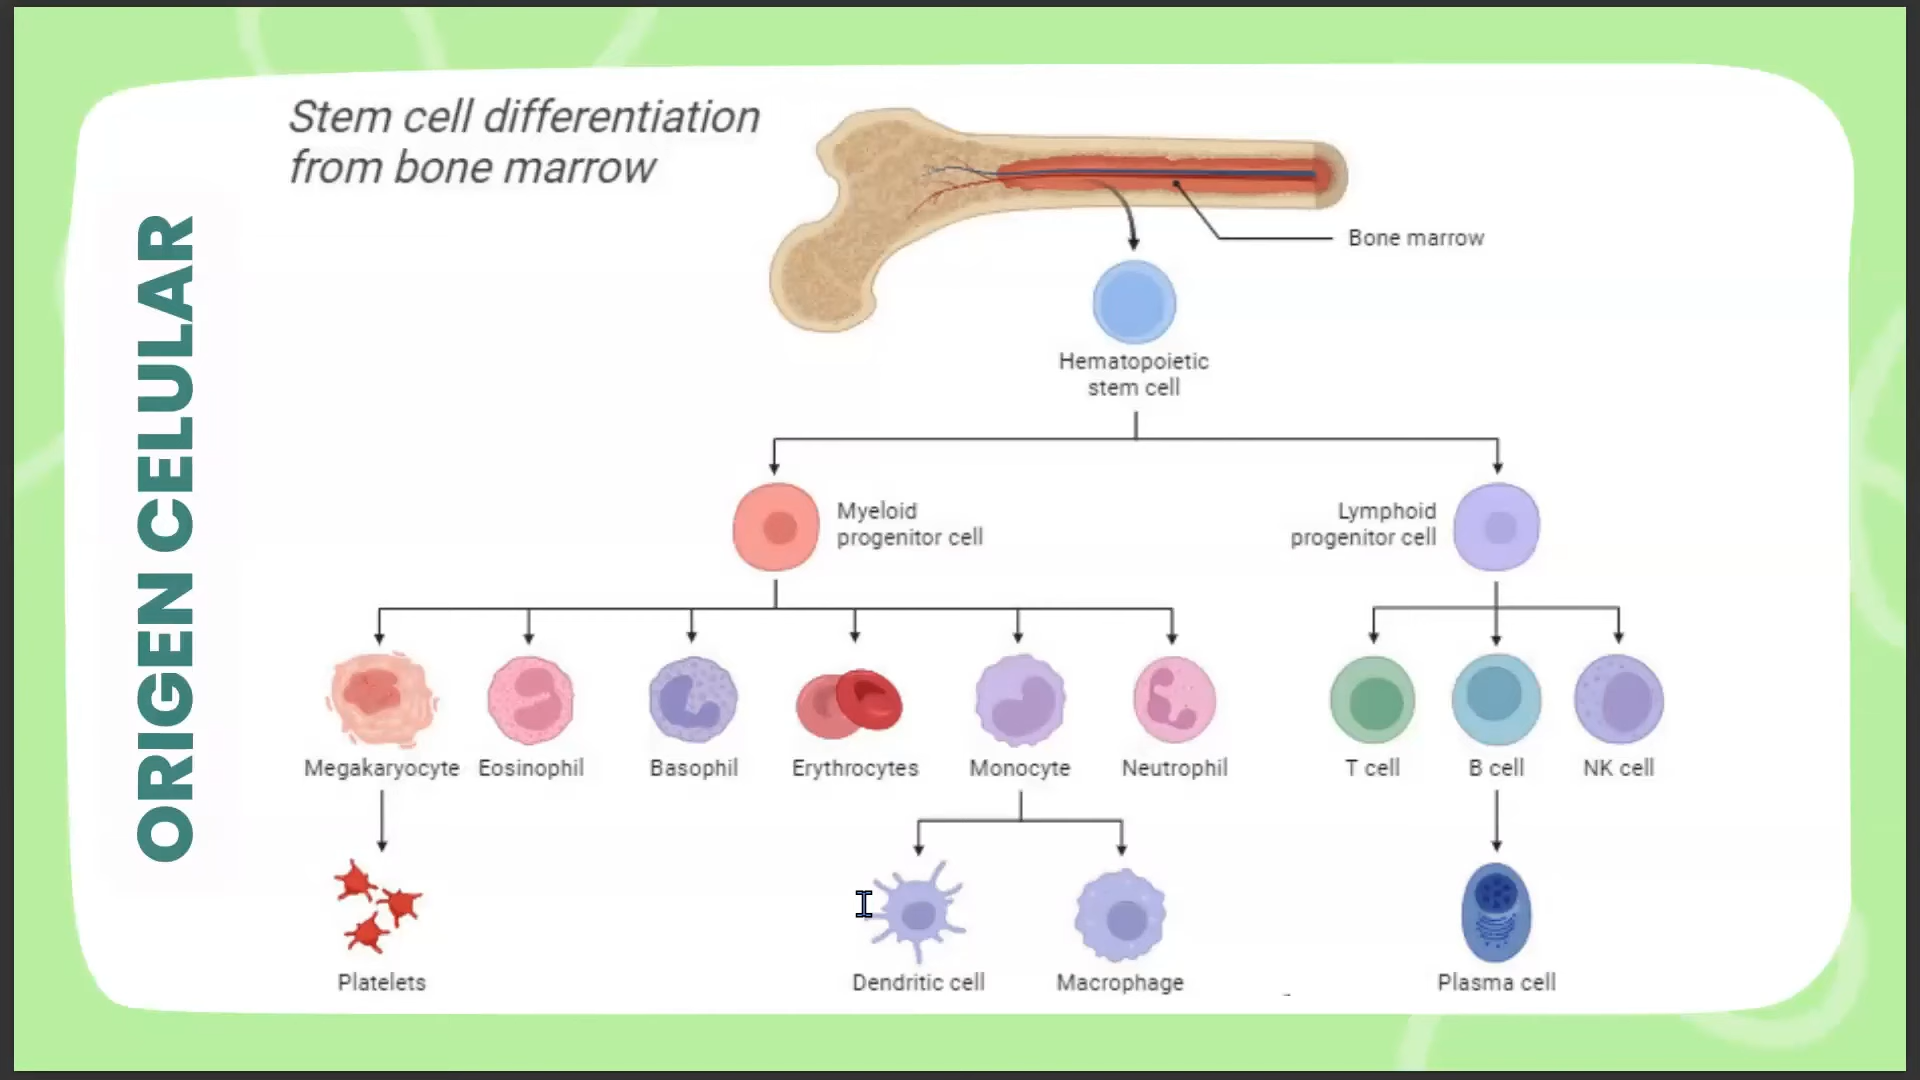 Stem cell differentiation
from bone marrow
ORIGEN CELULAR
Bone marrow
Hematopoietic
stem cell
Myeloid
progenitor cell
Lymphoid
progenitor cell
Megakaryocyte
Eosinophil
Basophil
Erythrocytes
Monocyte
Neutrophil
T cell
B cell
NK cell
Platelets
Dendritic cell
Macrophage
Plasma cell